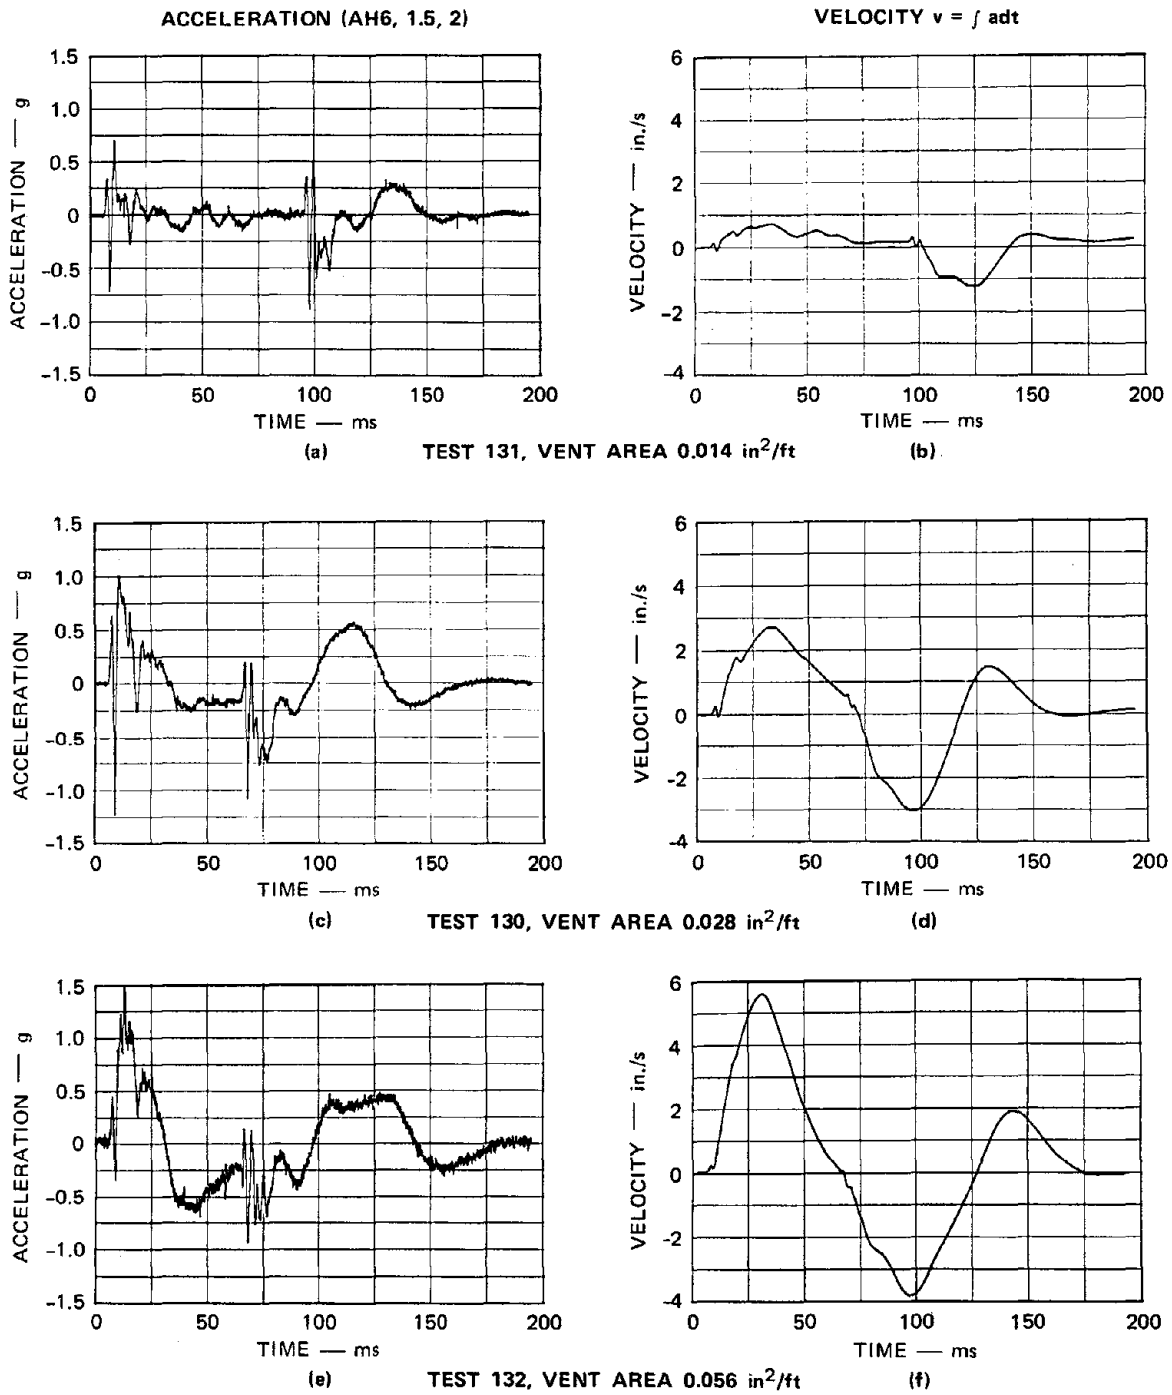 ACCELERATION (AH6, 1.5, 2)
VELOCITY v = ∫ adt
ACCELERATION — g
1.5
1.0
0.5
0
−0.5
−1.0
−1.5
0 50 100 150 200
TIME — ms
(a)
VELOCITY — in./s
6
4
2
0
−2
−4
0 50 100 150 200
TIME — ms
(b)
TEST 131, VENT AREA 0.014 in²/ft
ACCELERATION — g
1.5
1.0
0.5
0
−0.5
−1.0
−1.5
0 50 100 150 200
TIME — ms
(c)
VELOCITY — in./s
6
4
2
0
−2
−4
0 50 100 150 200
TIME — ms
(d)
TEST 130, VENT AREA 0.028 in²/ft
ACCELERATION — g
1.5
1.0
0.5
0
−0.5
−1.0
−1.5
0 50 100 150 200
TIME — ms
(e)
VELOCITY — in./s
6
4
2
0
−2
−4
0 50 100 150 200
TIME — ms
(f)
TEST 132, VENT AREA 0.056 in²/ft